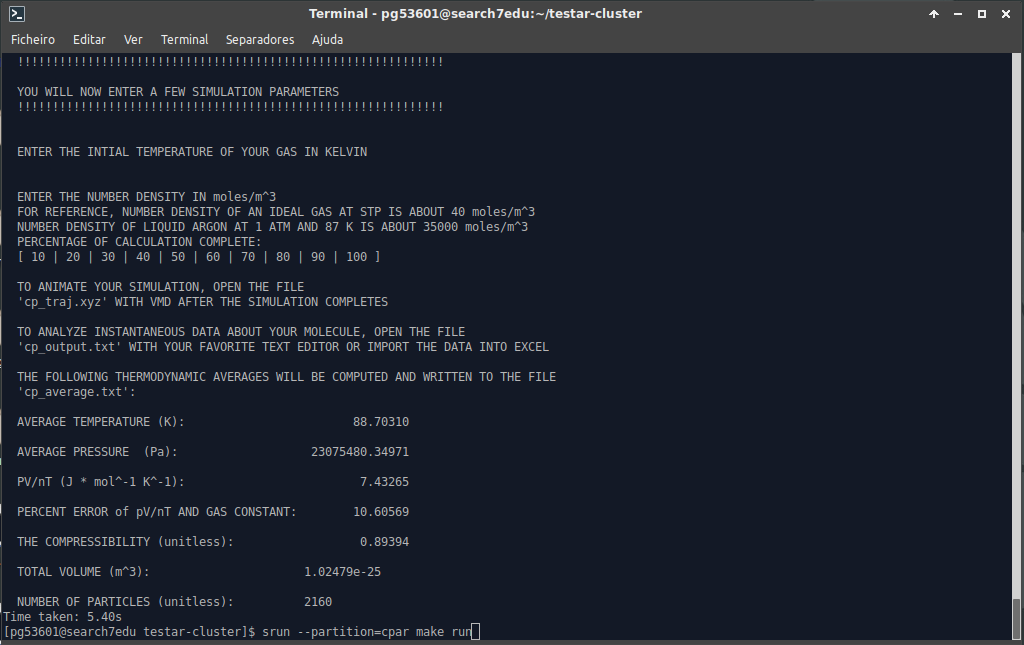 Terminal - pg53601@search7edu:~/testar-cluster
Ficheiro Editar Ver Terminal Separadores Ajuda
!!!!!!!!!!!!!!!!!!!!!!!!!!!!!!!!!!!!!!!!!!!!!!!!!!!!!!!!!!!!!
YOU WILL NOW ENTER A FEW SIMULATION PARAMETERS
!!!!!!!!!!!!!!!!!!!!!!!!!!!!!!!!!!!!!!!!!!!!!!!!!!!!!!!!!!!!!
ENTER THE INTIAL TEMPERATURE OF YOUR GAS IN KELVIN
ENTER THE NUMBER DENSITY IN moles/m^3
FOR REFERENCE, NUMBER DENSITY OF AN IDEAL GAS AT STP IS ABOUT 40 moles/m^3
NUMBER DENSITY OF LIQUID ARGON AT 1 ATM AND 87 K IS ABOUT 35000 moles/m^3
PERCENTAGE OF CALCULATION COMPLETE:
[ 10 | 20 | 30 | 40 | 50 | 60 | 70 | 80 | 90 | 100 ]
TO ANIMATE YOUR SIMULATION, OPEN THE FILE
'cp_traj.xyz' WITH VMD AFTER THE SIMULATION COMPLETES
TO ANALYZE INSTANTANEOUS DATA ABOUT YOUR MOLECULE, OPEN THE FILE
'cp_output.txt' WITH YOUR FAVORITE TEXT EDITOR OR IMPORT THE DATA INTO EXCEL
THE FOLLOWING THERMODYNAMIC AVERAGES WILL BE COMPUTED AND WRITTEN TO THE FILE
'cp_average.txt':
AVERAGE TEMPERATURE (K): 88.70310
AVERAGE PRESSURE (Pa): 23075480.34971
PV/nT (J * mol^-1 K^-1): 7.43265
PERCENT ERROR of pV/nT AND GAS CONSTANT: 10.60569
THE COMPRESSIBILITY (unitless): 0.89394
TOTAL VOLUME (m^3): 1.02479e-25
NUMBER OF PARTICLES (unitless): 2160
Time taken: 5.40s
[pg53601@search7edu testar-cluster]$ srun --partition=cpar make run